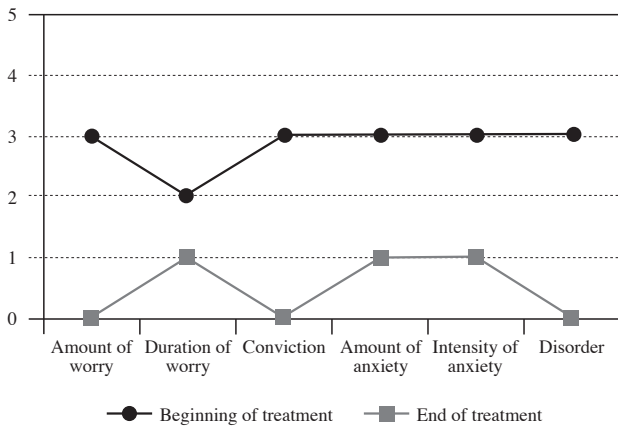 5
4
3
2
1
0
Amount of worry
Duration of worry
Conviction
Amount of anxiety
Intensity of anxiety
Disorder
Beginning of treatment
End of treatment